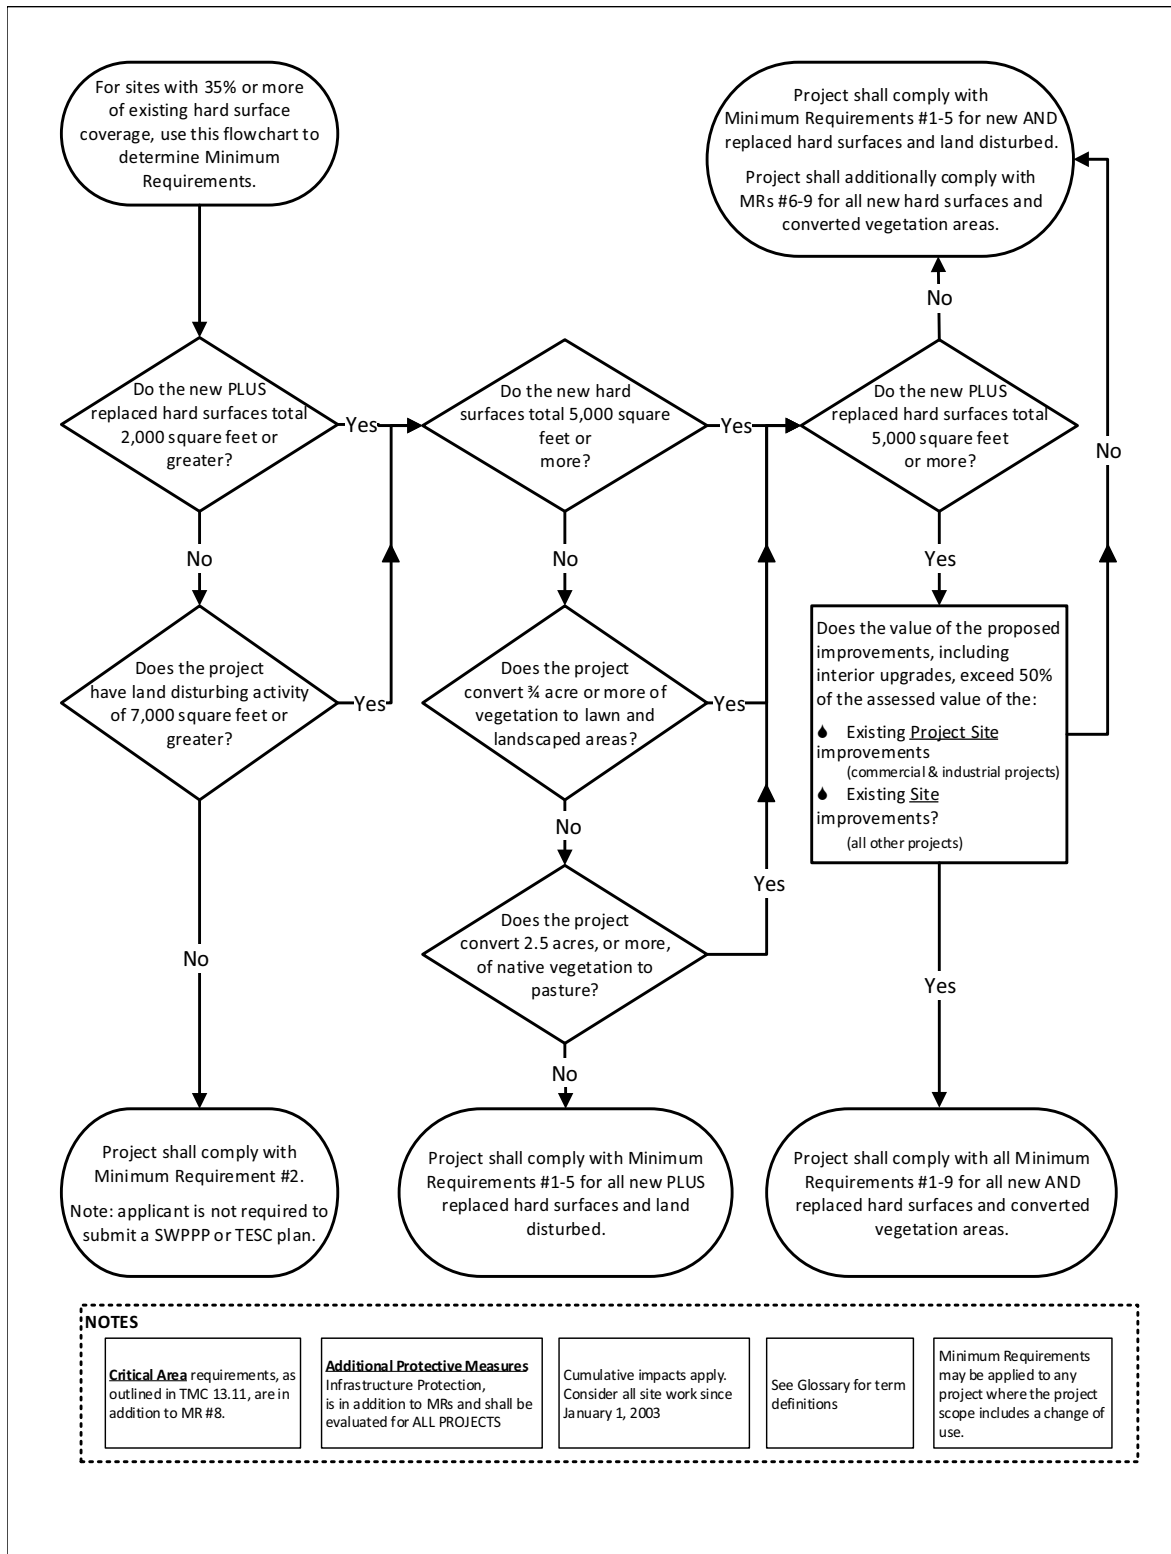 For sites with 35% or more
of existing hard surface
coverage, use this flowchart to
determine Minimum
Requirements.
Project shall comply with
Minimum Requirements #1-5 for new AND
replaced hard surfaces and land disturbed.
Project shall additionally comply with
MRs #6-9 for all new hard surfaces and
converted vegetation areas.
No
Do the new PLUS
replaced hard surfaces total
2,000 square feet or
greater?
Yes
Do the new hard
surfaces total 5,000 square
feet or
more?
Yes
Do the new PLUS
replaced hard surfaces total
5,000 square feet
or more?
No
No
No
Yes
Does the project
have land disturbing activity
of 7,000 square feet or
greater?
Yes
Does the project
convert ¾ acre or more of
vegetation to lawn and
landscaped areas?
Yes
Does the value of the proposed
improvements, including
interior upgrades, exceed 50%
of the assessed value of the:
Existing Project Site
improvements
(commercial & industrial projects)
Existing Site
improvements?
(all other projects)
No
Yes
Does the project
convert 2.5 acres, or more,
of native vegetation to
pasture?
No
Yes
No
Project shall comply with
Minimum Requirement #2.
Note: applicant is not required to
submit a SWPPP or TESC plan.
Project shall comply with Minimum
Requirements #1-5 for all new PLUS
replaced hard surfaces and land
disturbed.
Project shall comply with all Minimum
Requirements #1-9 for all new AND
replaced hard surfaces and converted
vegetation areas.
NOTES
Critical Area requirements, as
outlined in TMC 13.11, are in
addition to MR #8.
Additional Protective Measures
Infrastructure Protection,
is in addition to MRs and shall be
evaluated for ALL PROJECTS
Cumulative impacts apply.
Consider all site work since
January 1, 2003
See Glossary for term
definitions
Minimum Requirements
may be applied to any
project where the project
scope includes a change of
use.